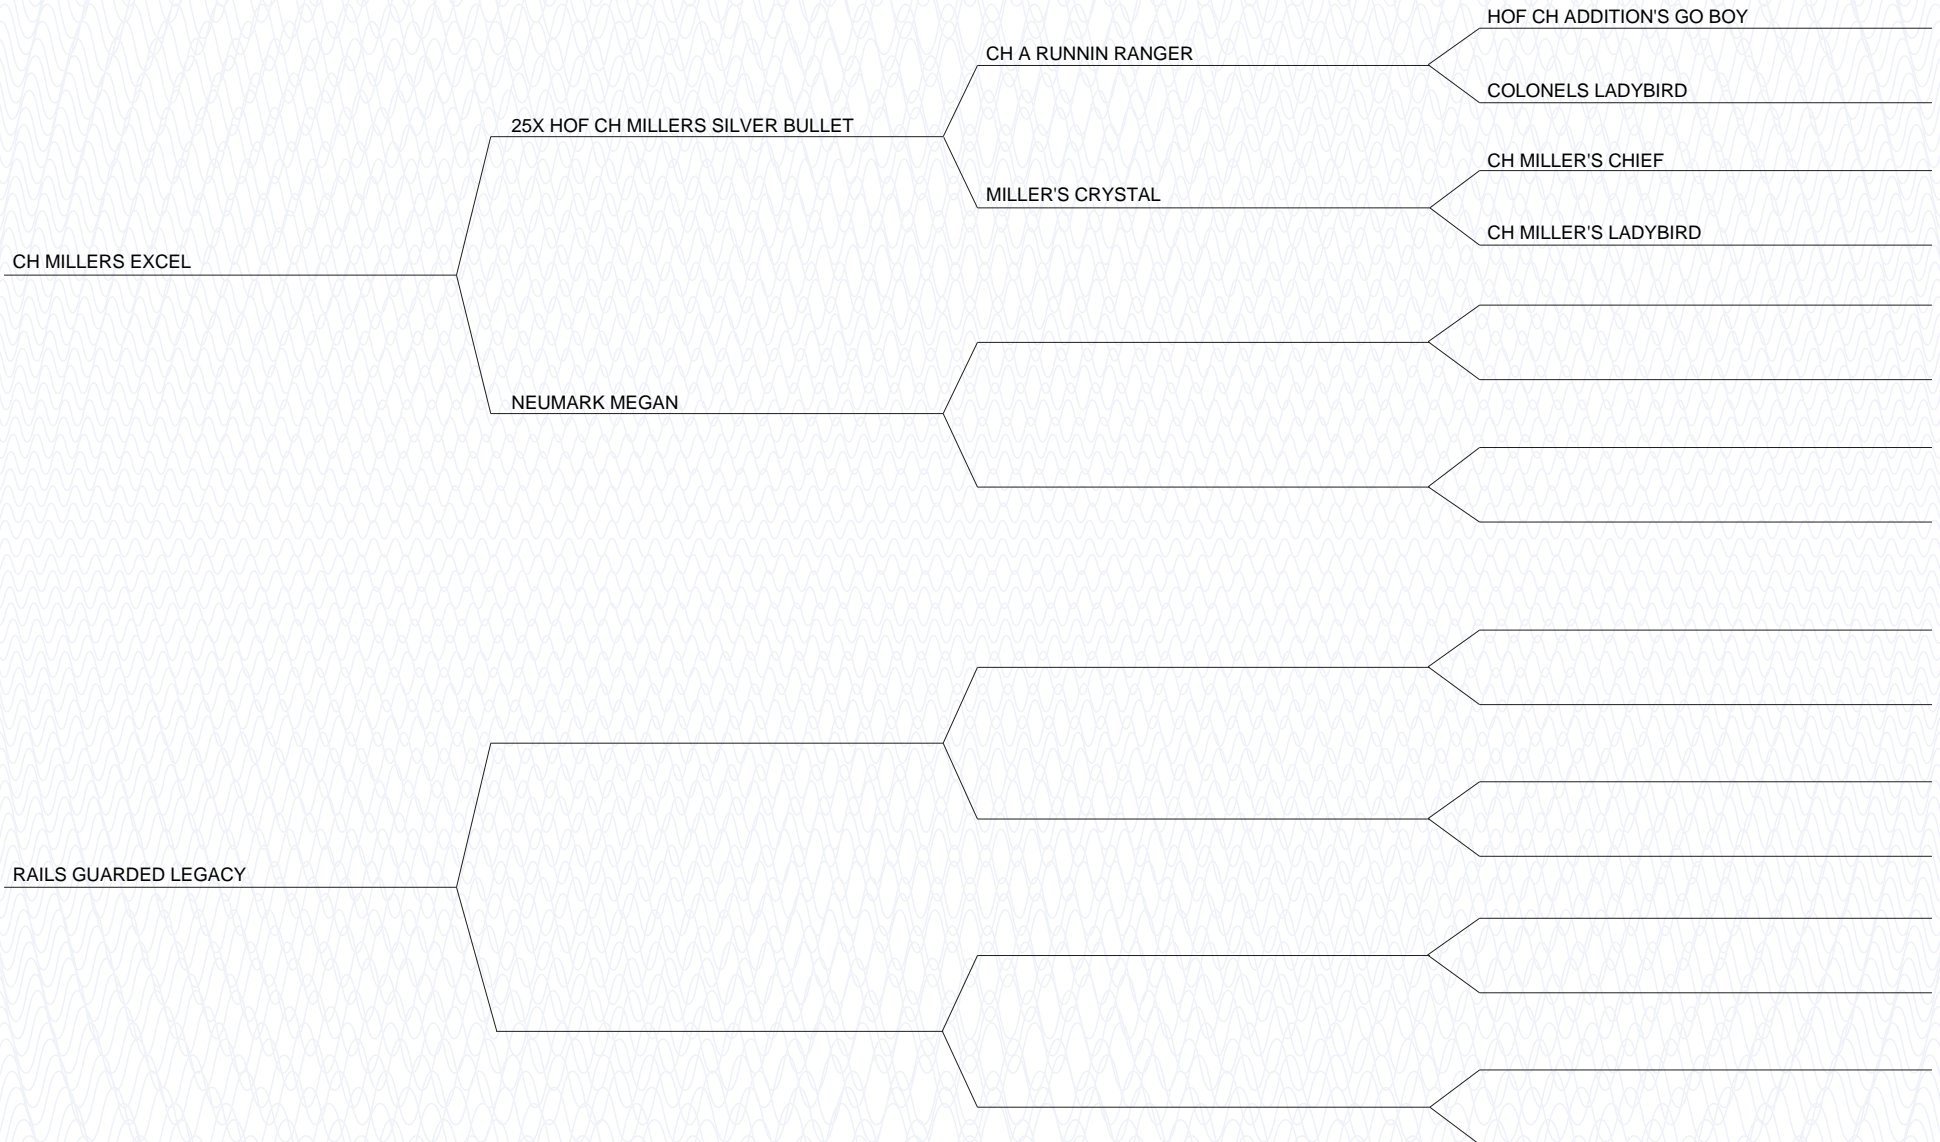 HOF CH ADDITION'S GO BOY
CH A RUNNIN RANGER
COLONELS LADYBIRD
25X HOF CH MILLERS SILVER BULLET
CH MILLER'S CHIEF
MILLER'S CRYSTAL
CH MILLER'S LADYBIRD
CH MILLERS EXCEL
NEUMARK MEGAN
RAILS GUARDED LEGACY